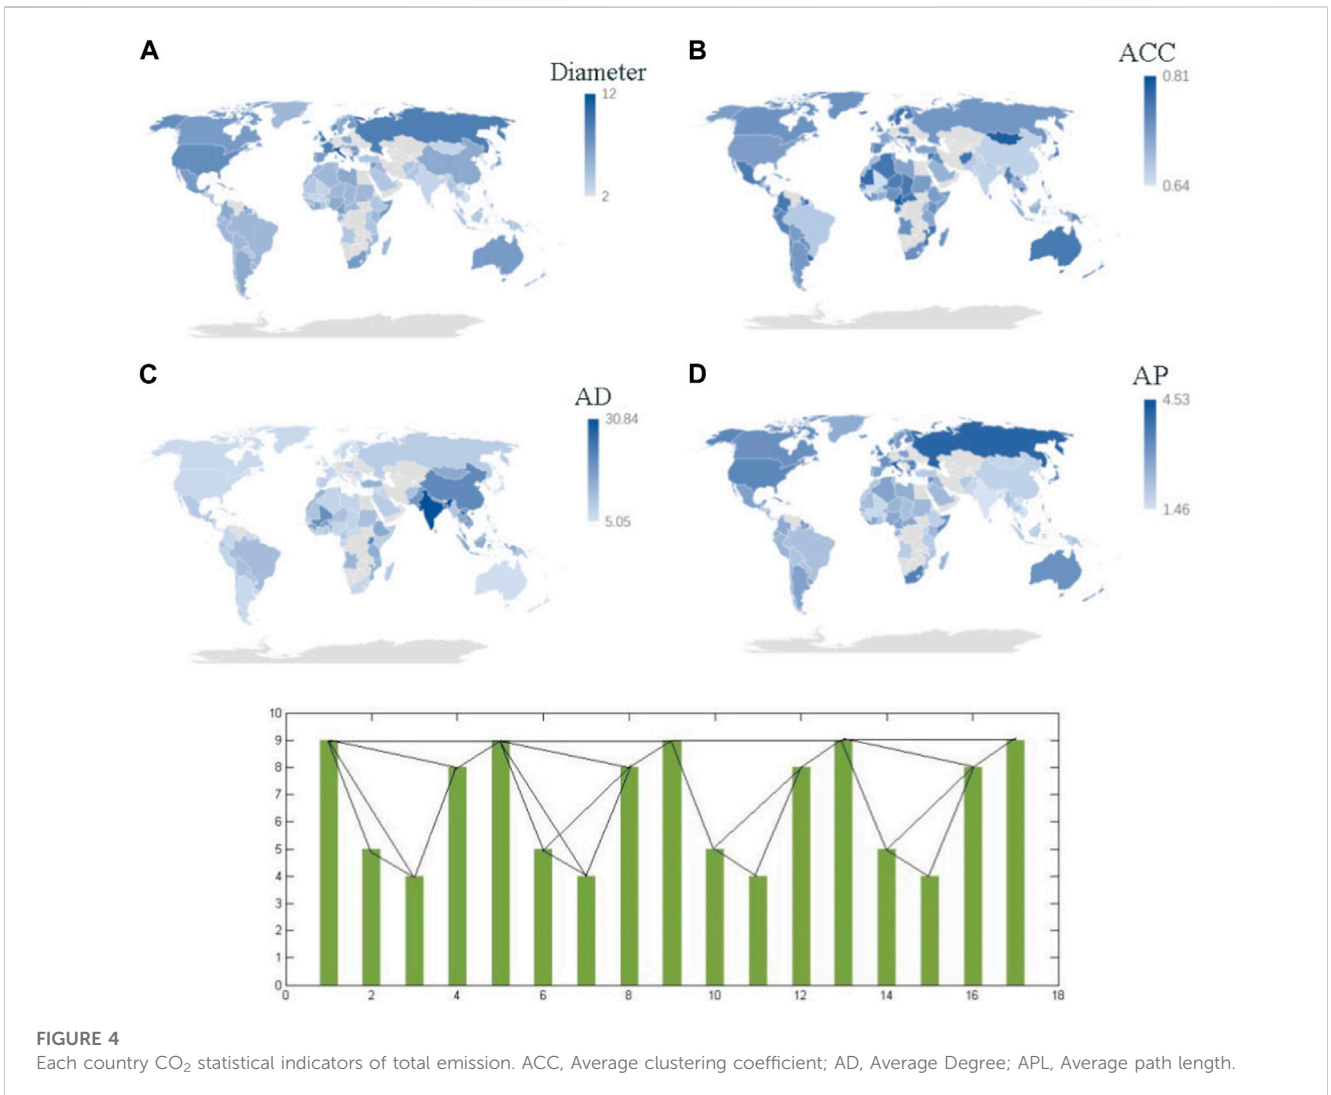 A
Diameter
12
2
B
ACC
0.81
0.64
C
AD
30.84
5.05
D
AP
4.53
1.46
10
9
8
7
6
5
4
3
2
1
0
0 2 4 6 8 10 12 14 16 18
FIGURE 4
Each country CO₂ statistical indicators of total emission. ACC, Average clustering coefficient; AD, Average Degree; APL, Average path length.